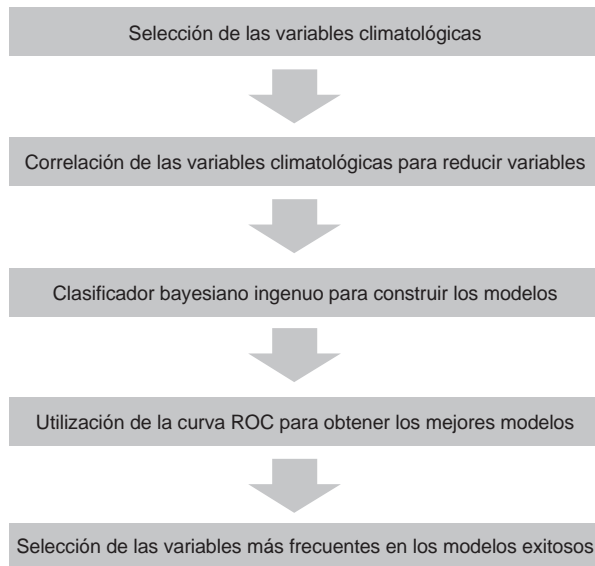 Selección de las variables climatológicas
Correlación de las variables climatológicas para reducir variables
Clasificador bayesiano ingenuo para construir los modelos
Utilización de la curva ROC para obtener los mejores modelos
Selección de las variables más frecuentes en los modelos exitosos